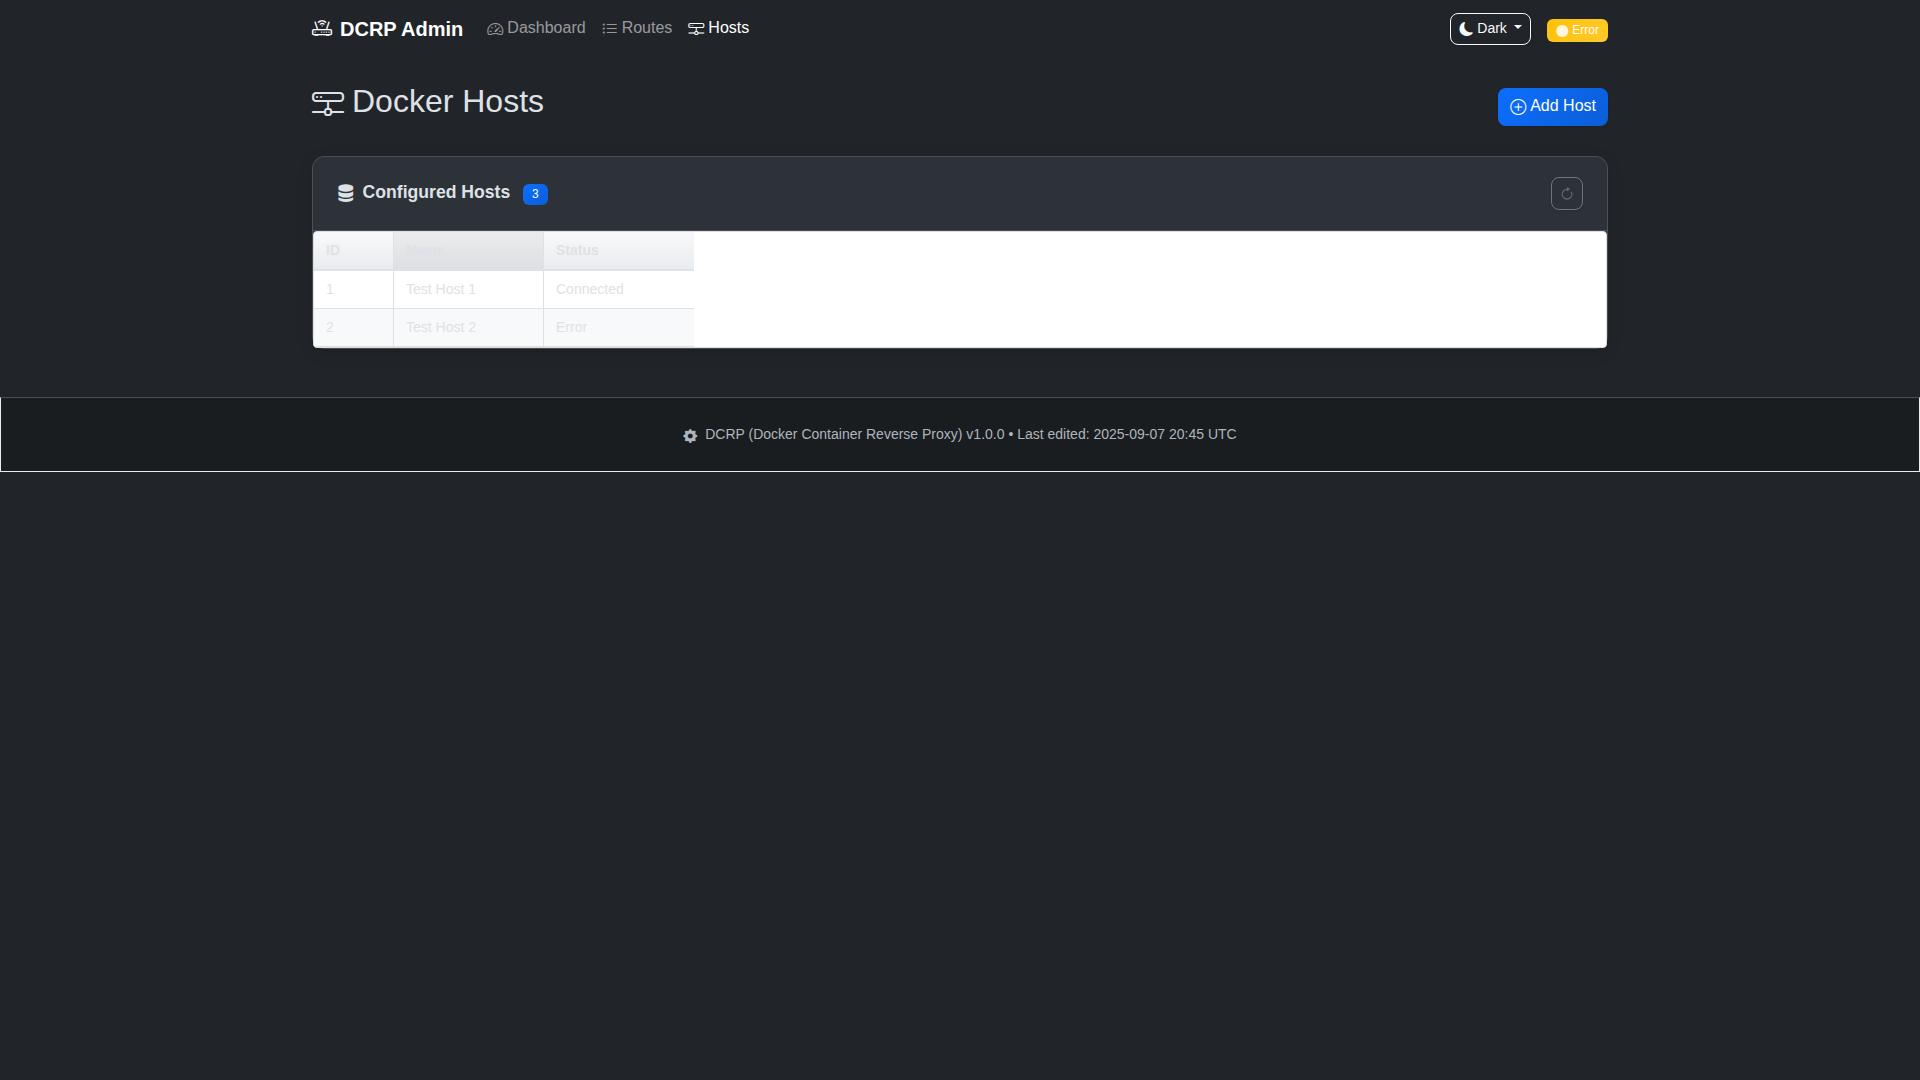 DCRP Admin Dashboard Routes Hosts Dark Error
Docker Hosts Add Host
Configured Hosts 3
ID Name Status
1 Test Host 1 Connected
2 Test Host 2 Error
DCRP (Docker Container Reverse Proxy) v1.0.0 • Last edited: 2025-09-07 20:45 UTC